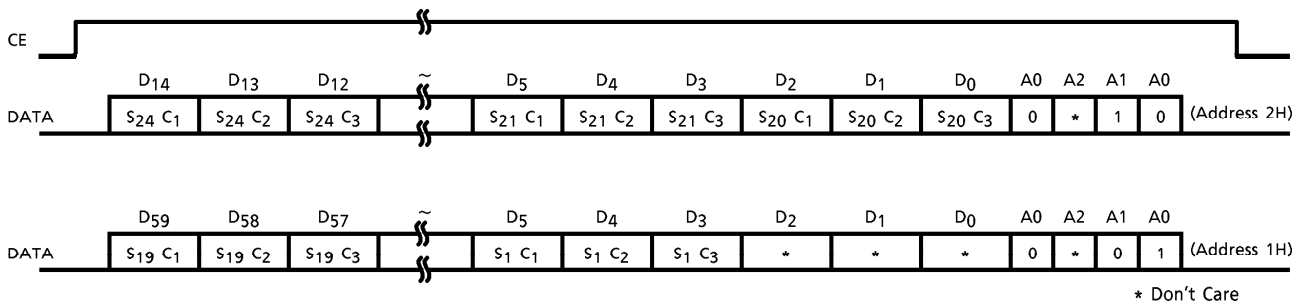 CE
D14 D13 D12 ~ D5 D4 D3 D2 D1 D0 A0 A2 A1 A0
DATA S24 C1 S24 C2 S24 C3 S21 C1 S21 C2 S21 C3 S20 C1 S20 C2 S20 C3 0 * 1 0 (Address 2H)
D59 D58 D57 ~ D5 D4 D3 D2 D1 D0 A0 A2 A1 A0
DATA S19 C1 S19 C2 S19 C3 S1 C1 S1 C2 S1 C3 * * * 0 * 0 1 (Address 1H)
* Don't Care